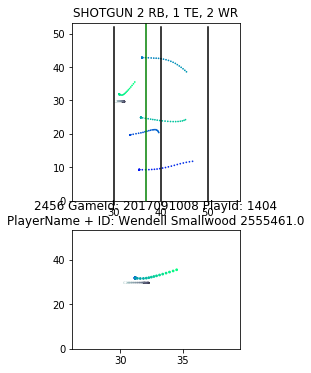 SHOTGUN 2 RB, 1 TE, 2 WR
50
40
30
20
10
0
30 40 50
2456 GameId: 2017091008 PlayId: 1404
PlayerName + ID: Wendell Smallwood 2555461.0
40
20
0
30 35